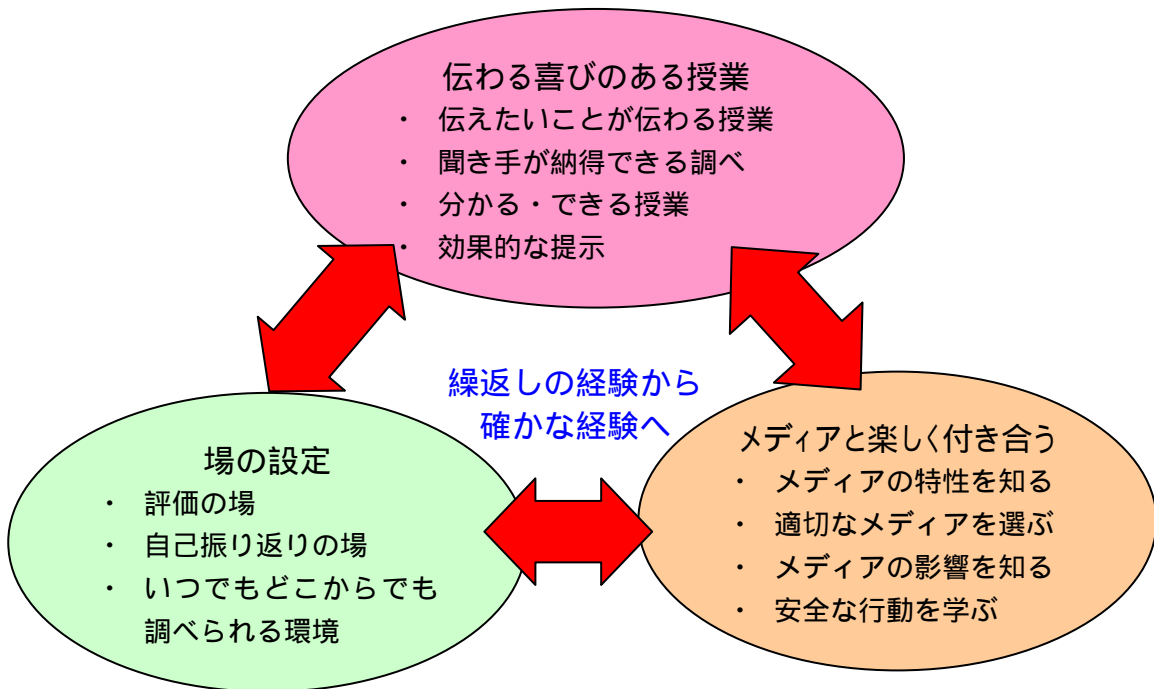 伝わる喜びのある授業
・ 伝えたいことが伝わる授業
・ 聞き手が納得できる調べ
・ 分かる・できる授業
・ 効果的な提示
繰返しの経験から
確かな経験へ
場の設定
・ 評価の場
・ 自己振り返りの場
・ いつでもどこからでも
調べられる環境
メディアと楽しく付き合う
・ メディアの特性を知る
・ 適切なメディアを選ぶ
・ メディアの影響を知る
・ 安全な行動を学ぶ